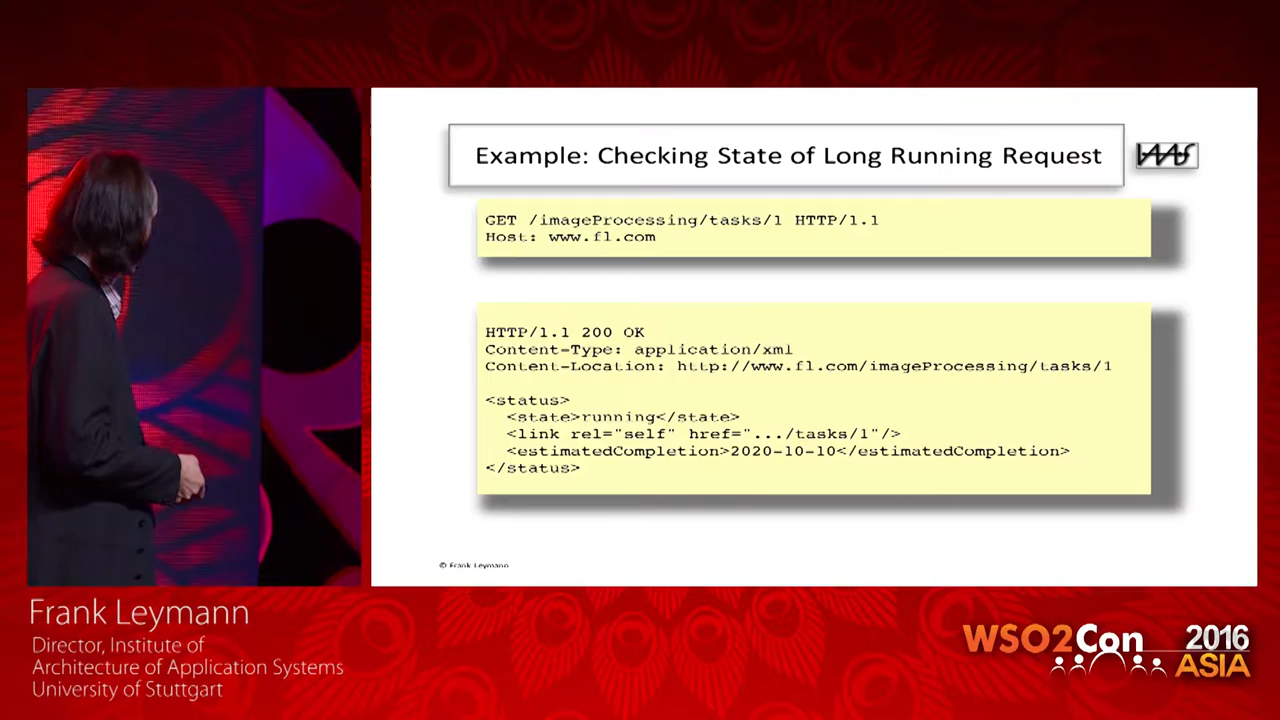 Example: Checking State of Long Running Request
IAAS
GET /imageProcessing/tasks/1 HTTP/1.1
Host: www.fl.com
HTTP/1.1 200 OK
Content-Type: application/xml
Content-Location: http://www.fl.com/imageProcessing/tasks/1
<status>
<state>running</state>
<link rel="self" href=".../tasks/1"/>
<estimatedCompletion>2020-10-10</estimatedCompletion>
</status>
© Frank Leymann
Frank Leymann
Director, Institute of
Architecture of Application Systems
University of Stuttgart
WSO2Con 2016
ASIA